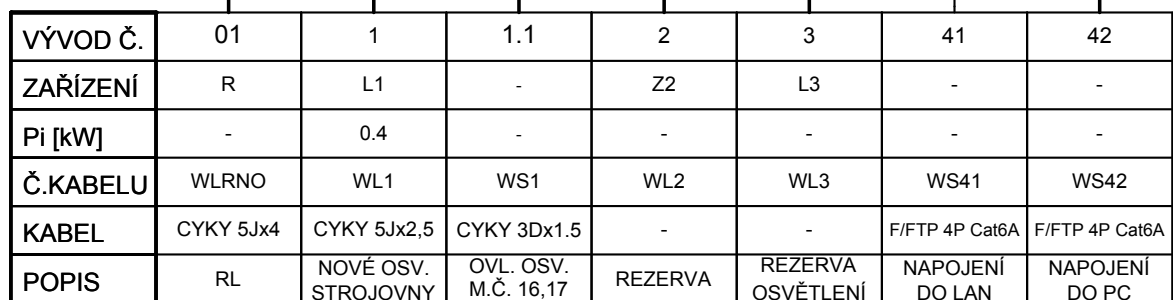 VÝVOD Č. 01 1 1.1 2 3 41 42
ZAŘÍZENÍ R L1 - Z2 L3 - -
Pi [kW] - 0.4 - - - - -
Č.KABELU WLRNO WL1 WS1 WL2 WL3 WS41 WS42
KABEL CYKY 5Jx4 CYKY 5Jx2,5 CYKY 3Dx1.5 - - F/FTP 4P Cat6A F/FTP 4P Cat6A
POPIS RL NOVÉ OSV. OVL. OSV. REZERVA REZERVA NAPOJENÍ NAPOJENÍ
STROJOVNY M.Č. 16,17 OSVĚTLENÍ DO LAN DO PC